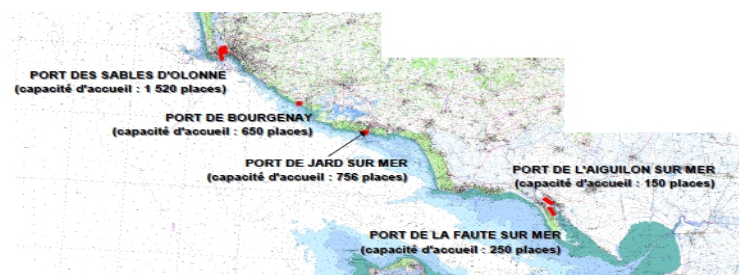 PORT DES SABLES D'OLONNE
(capacité d'accueil : 1 520 places)
PORT DE BOURGENAY
(capacité d'accueil : 650 places)
PORT DE JARD SUR MER
(capacité d'accueil : 756 places)
PORT DE L'AIGUILON SUR MER
(capacité d'accueil : 150 places)
PORT DE LA FAUTE SUR MER
(capacité d'accueil : 250 places)